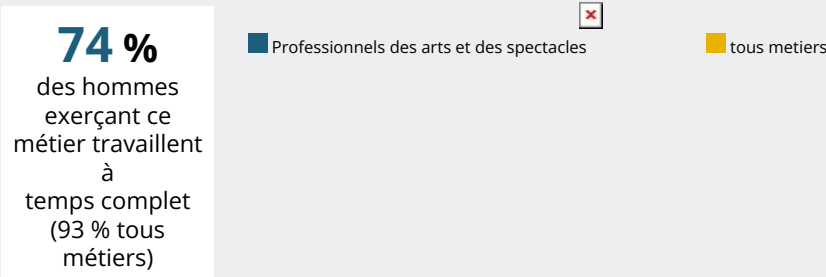 74 %
des hommes
exerçant ce
métier travaillent
à
temps complet
(93 % tous
métiers)
Professionnels des arts et des spectacles
tous metiers